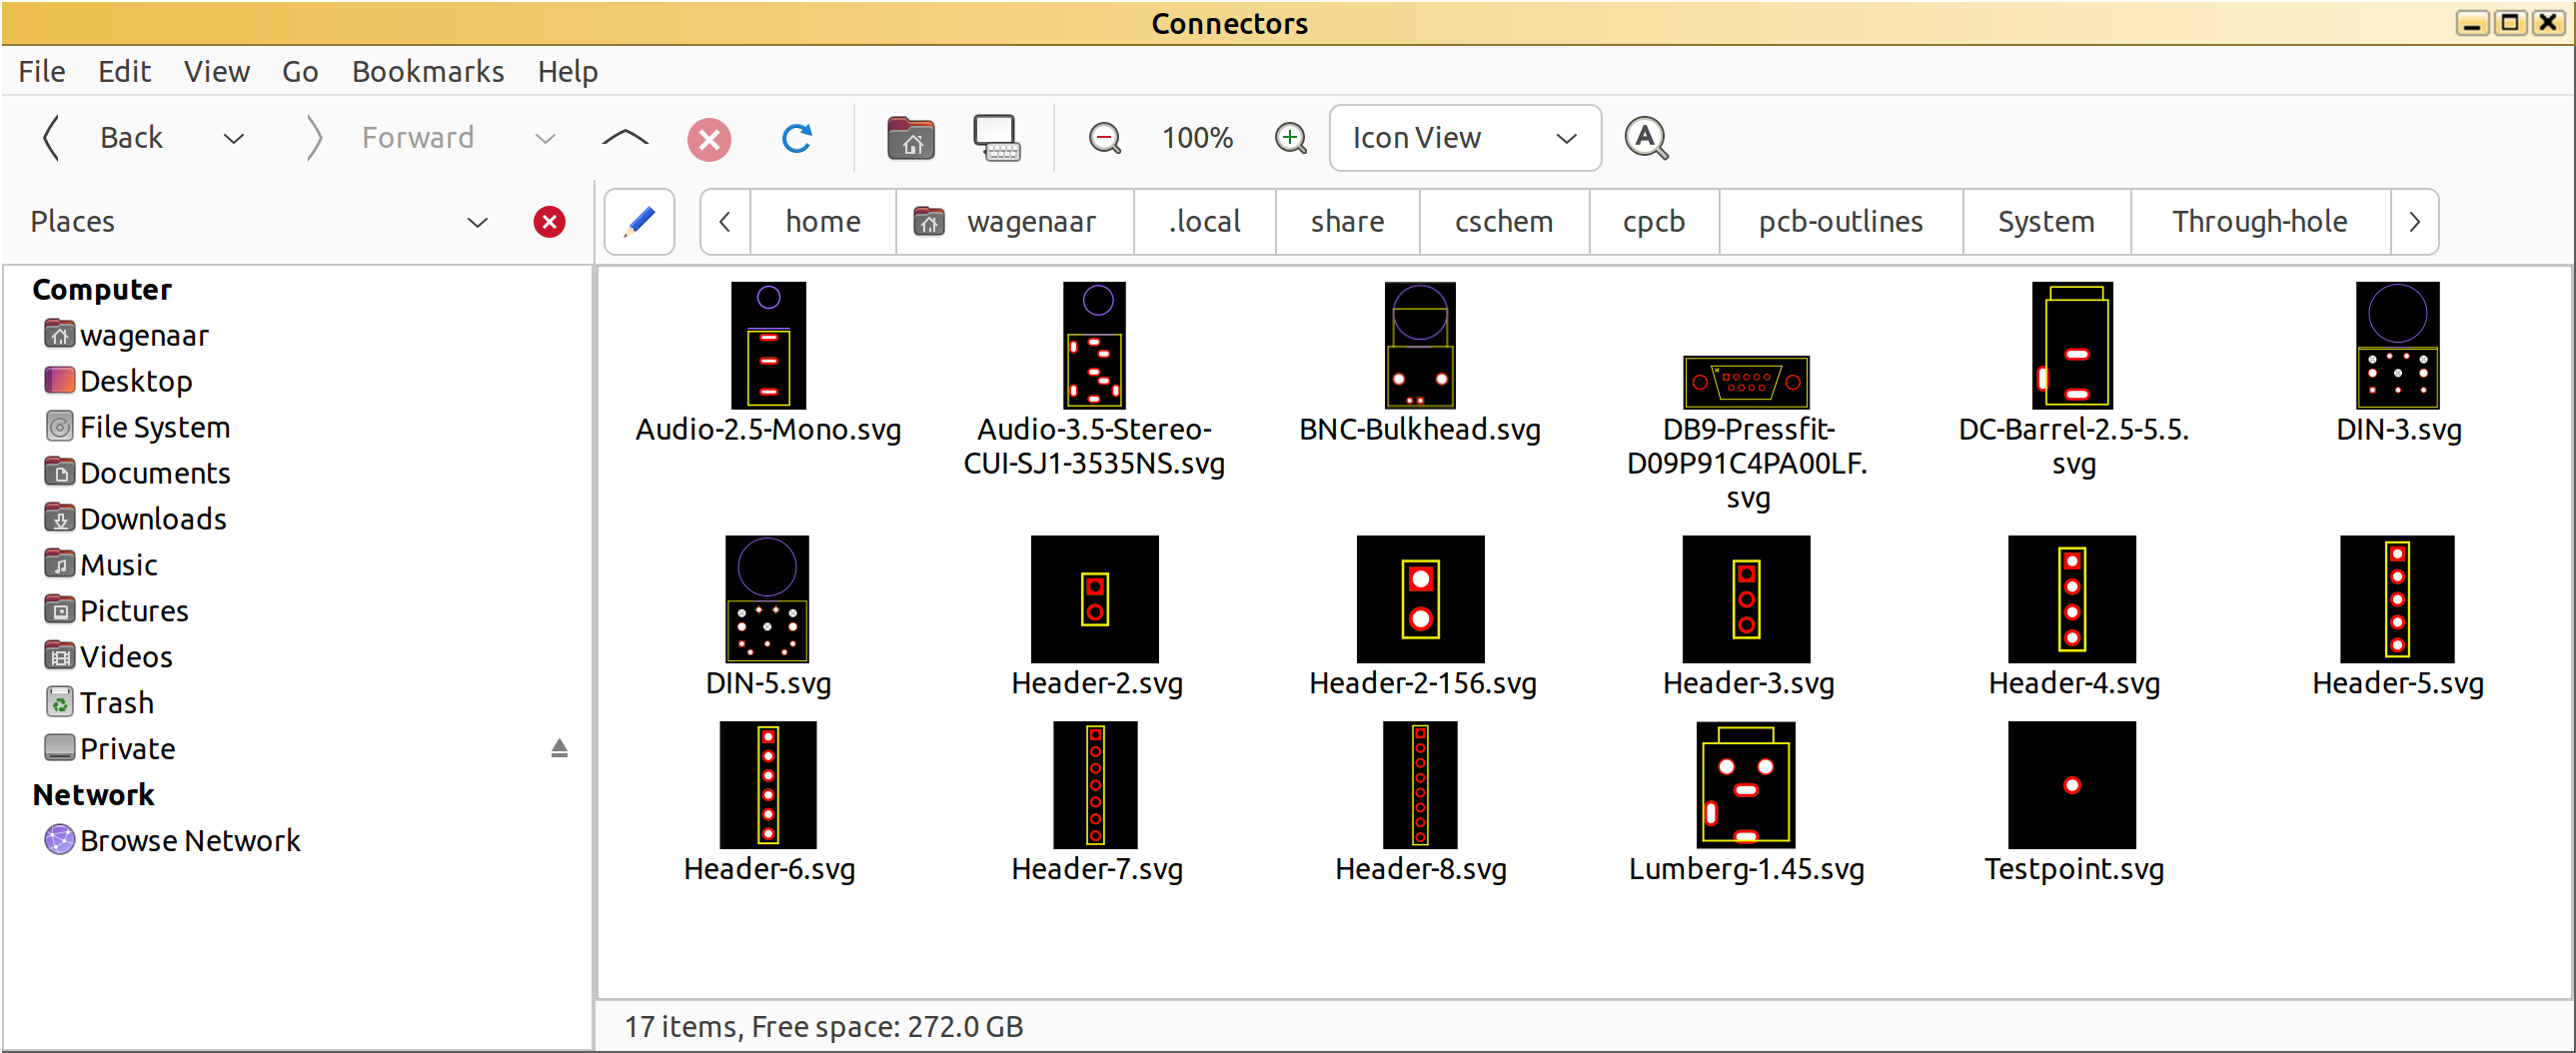 Connectors
File Edit View Go Bookmarks Help
Back Forward 100% Icon View
Places
home wagenaar .local share cschem cpcb pcb-outlines System Through-hole
Computer
wagenaar
Desktop
File System
Documents
Downloads
Music
Pictures
Videos
Trash
Private
Network
Browse Network
Audio-2.5-Mono.svg
Audio-3.5-Stereo-
CUI-SJ1-3535NS.svg
BNC-Bulkhead.svg
DB9-Pressfit-
D09P91C4PA00LF.
svg
DC-Barrel-2.5-5.5.
svg
DIN-3.svg
DIN-5.svg
Header-2.svg
Header-2-156.svg
Header-3.svg
Header-4.svg
Header-5.svg
Header-6.svg
Header-7.svg
Header-8.svg
Lumberg-1.45.svg
Testpoint.svg
17 items, Free space: 272.0 GB